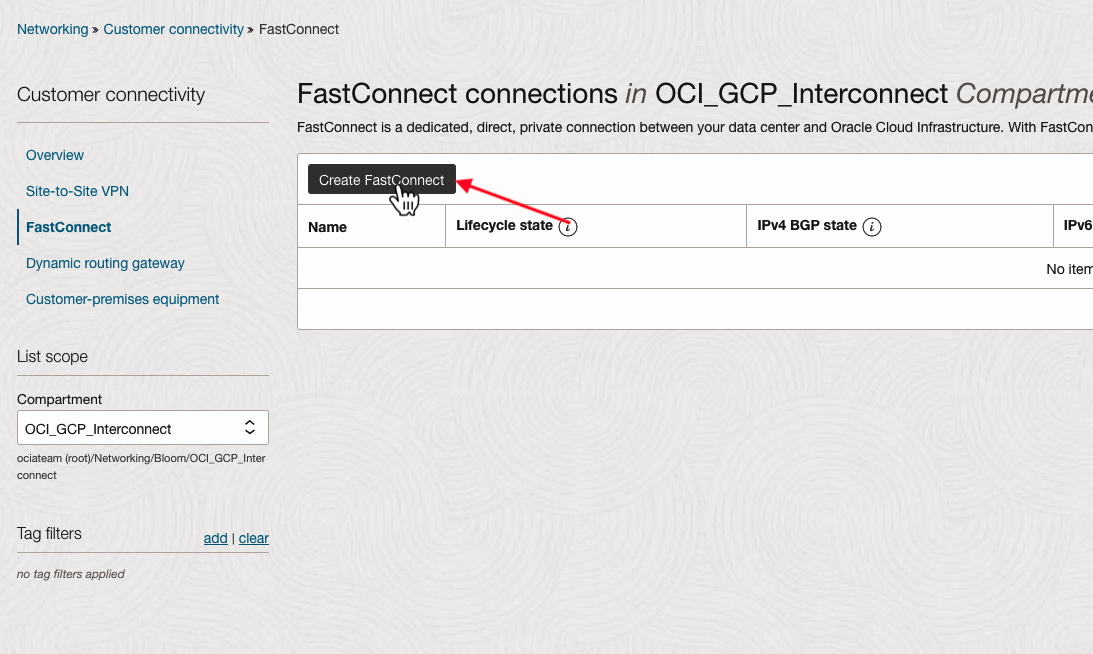 Networking » Customer connectivity » FastConnect
Customer connectivity
Overview
Site-to-Site VPN
FastConnect
Dynamic routing gateway
Customer-premises equipment
List scope
Compartment
OCI_GCP_Interconnect
ociateam (root)/Networking/Bloom/OCI_GCP_Inter
connect
Tag filters
add | clear
no tag filters applied
FastConnect connections in OCI_GCP_Interconnect Compartme
FastConnect is a dedicated, direct, private connection between your data center and Oracle Cloud Infrastructure. With FastCon
Create FastConnect
Name Lifecycle state i IPv4 BGP state i IPv6
No item